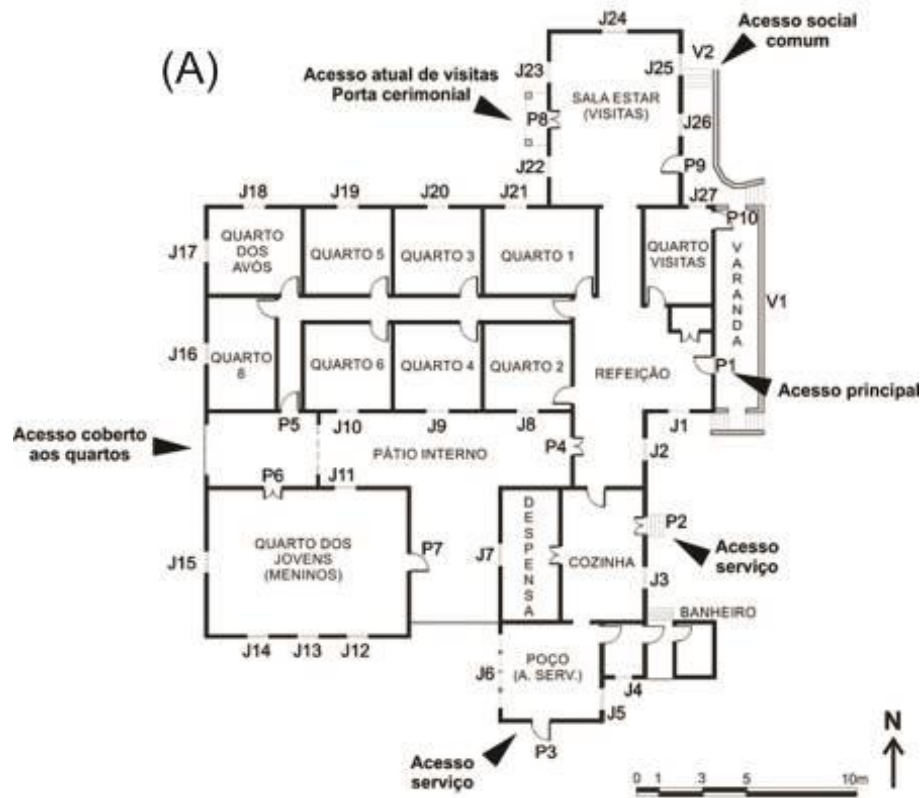 (A)
J24
Acesso social
comum
V2
J23
J25
Acesso atual de visitas
Porta cerimonial
SALA ESTAR
(VISITAS)
P8
J26
J22
P9
J18
J19
J20
J21
J27
P10
J17
QUARTO
DOS
AVÓS
QUARTO 5
QUARTO 3
QUARTO 1
QUARTO
VISITAS
VARANDA
V1
J16
QUARTO
8
QUARTO 6
QUARTO 4
QUARTO 2
REFEIÇÃO
P1
Acesso principal
Acesso coberto
aos quartos
P5
J10
J9
J8
J1
PÁTIO INTERNO
P4
J2
P6
J11
J15
QUARTO DOS
JOVENS
(MENINOS)
P7
J7
DESPENSA
COZINHA
P2
Acesso
serviço
J3
BANHEIRO
J14
J13
J12
J6
POÇO
(A. SERV.)
J4
J5
P3
Acesso
serviço
N
0 1 3 5 10m